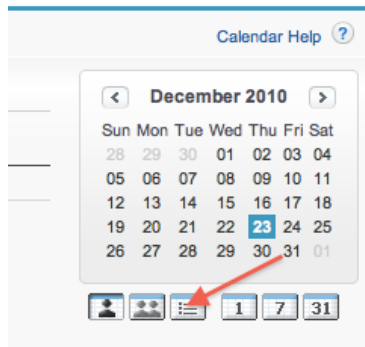 Calendar Help ?
< December 2010 >
Sun Mon Tue Wed Thu Fri Sat
28 29 30 01 02 03 04
05 06 07 08 09 10 11
12 13 14 15 16 17 18
19 20 21 22 23 24 25
26 27 28 29 30 31 01
1 7 31